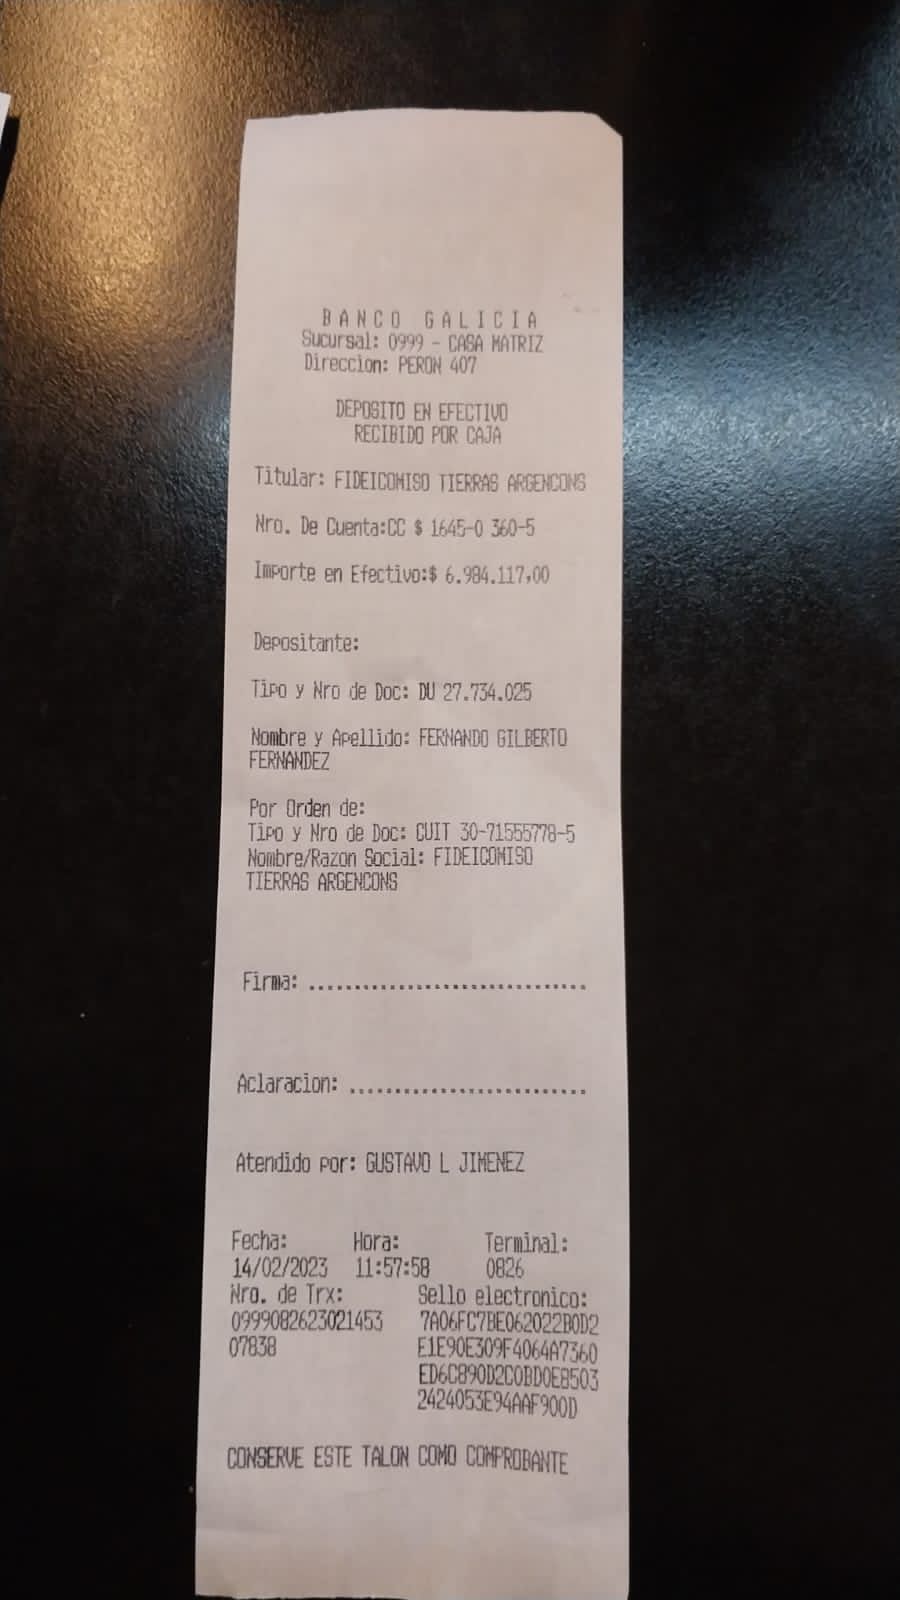 BANCO GALICIA
Sucursal: 0999 - CASA MATRIZ
Direccion: PERON 407
DEPOSITO EN EFECTIVO
RECIBIDO POR CAJA
Titular: FIDEICOMISO TIERRAS ARGENCONS
Nro. De Cuenta:CC $ 1645-0 360-5
Importe en Efectivo:$ 6.984.117,00
Depositante:
Tipo y Nro de Doc: DU 27.734.025
Nombre y Apellido: FERNANDO GILBERTO
FERNANDEZ
Por Orden de:
Tipo y Nro de Doc: CUIT 30-71555778-5
Nombre/Razon Social: FIDEICOMISO
TIERRAS ARGENCONS
Firma: ...............................
Aclaracion: ..........................
Atendido por: GUSTAVO L JIMENEZ
Fecha: Hora: Terminal:
14/02/2023 11:57:58 0826
Nro. de Trx: Sello electronico:
0999082623021453 7A06FC7BE062022B0D2
07838 E1E90E309F4064A7360
ED6C890D2C0BD0E8503
2424053E94AAF900D
CONSERVE ESTE TALON COMO COMPROBANTE